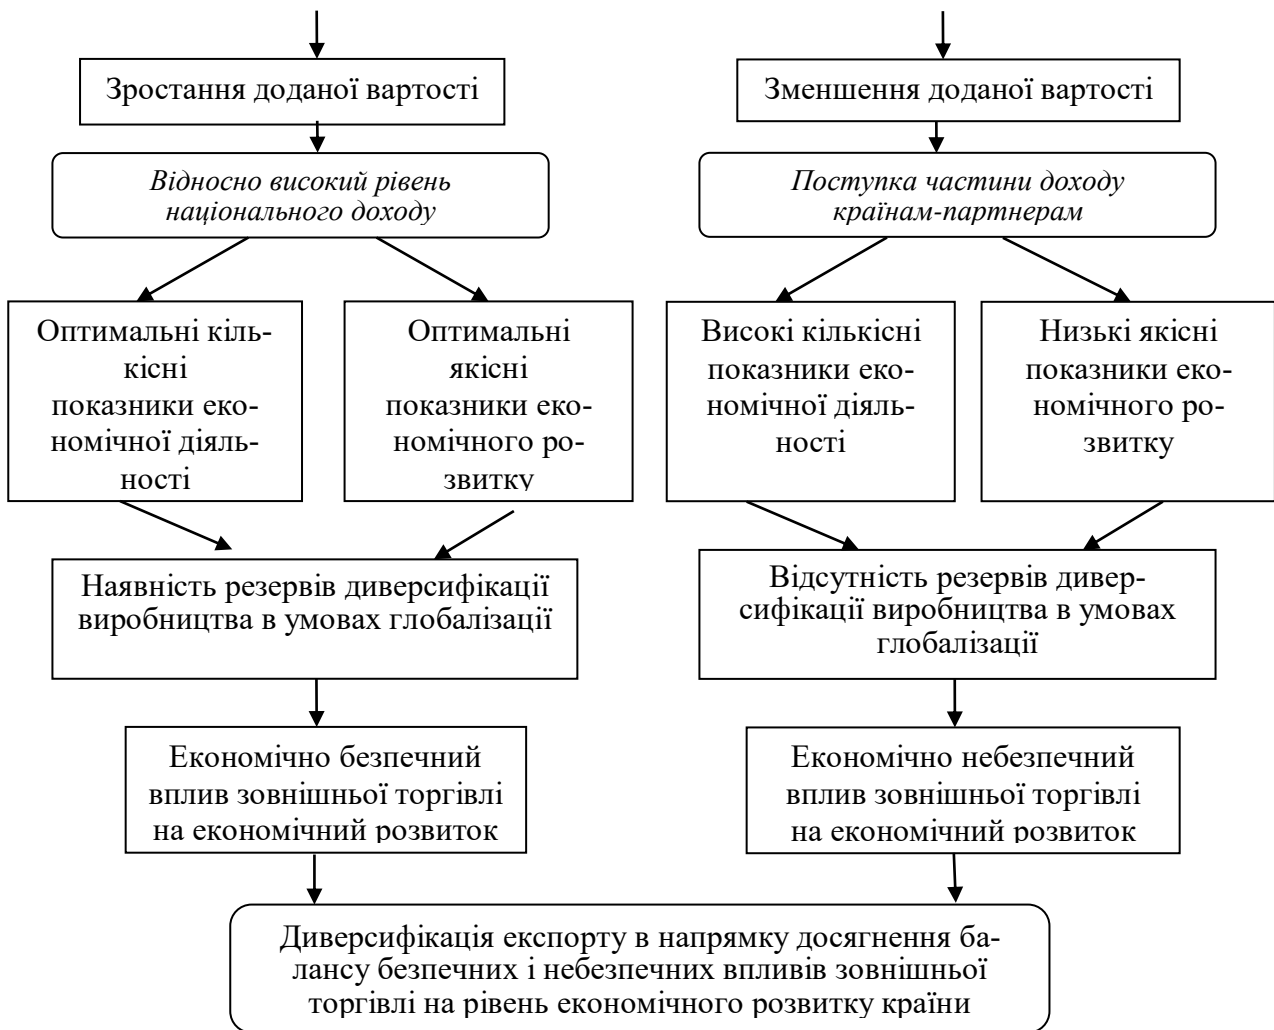 Зростання доданої вартості
Зменшення доданої вартості
Відносно високий рівень
національного доходу
Поступка частини доходу
країнам-партнерам
Оптимальні кіль-
кісні
показники еко-
номічної діяль-
ності
Оптимальні
якісні
показники еко-
номічного ро-
звитку
Високі кількісні
показники еко-
номічної діяль-
ності
Низькі якісні
показники еко-
номічного ро-
звитку
Наявність резервів диверсифікації
виробництва в умовах глобалізації
Відсутність резервів дивер-
сифікації виробництва в умовах
глобалізації
Економічно безпечний
вплив зовнішньої торгівлі
на економічний розвиток
Економічно небезпечний
вплив зовнішньої торгівлі
на економічний розвиток
Диверсифікація експорту в напрямку досягнення ба-
лансу безпечних і небезпечних впливів зовнішньої
торгівлі на рівень економічного розвитку країни